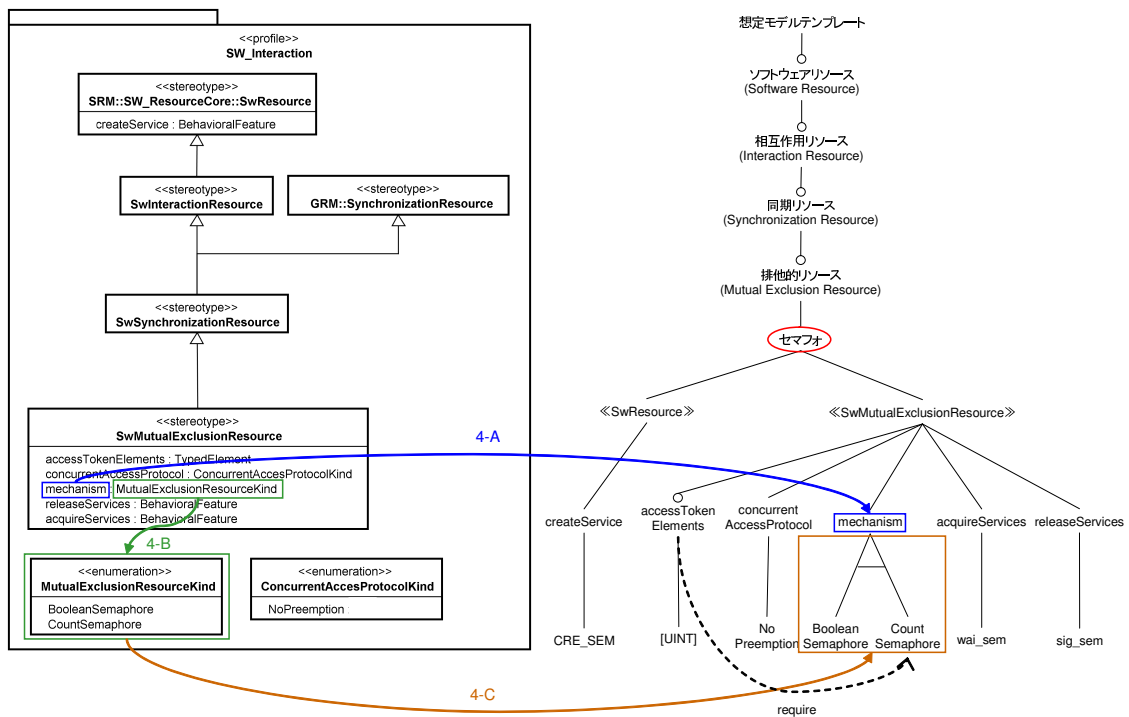 <<profile>>
SW_Interaction
<<stereotype>>
SRM::SW_ResourceCore::SwResource
createService : BehavioralFeature
<<stereotype>>
SwInteractionResource
<<stereotype>>
GRM::SynchronizationResource
<<stereotype>>
SwSynchronizationResource
<<stereotype>>
SwMutualExclusionResource
accessTokenElements : TypedElement
concurrentAccessProtocol : ConcurrentAccesProtocolKind
mechanism : MutualExclusionResourceKind
releaseServices : BehavioralFeature
acquireServices : BehavioralFeature
4-A
4-B
<<enumeration>>
MutualExclusionResourceKind
BooleanSemaphore
CountSemaphore
<<enumeration>>
ConcurrentAccesProtocolKind
NoPreemption
4-C
想定モデルテンプレート
ソフトウェアリソース
(Software Resource)
相互作用リソース
(Interaction Resource)
同期リソース
(Synchronization Resource)
排他的リソース
(Mutual Exclusion Resource)
セマフォ
≪SwResource≫
≪SwMutualExclusionResource≫
createService
accessToken
Elements
concurrent
AccessProtocol
mechanism
acquireServices
releaseServices
CRE_SEM
[UINT]
No
Preemption
Boolean
Semaphore
Count
Semaphore
wai_sem
sig_sem
require